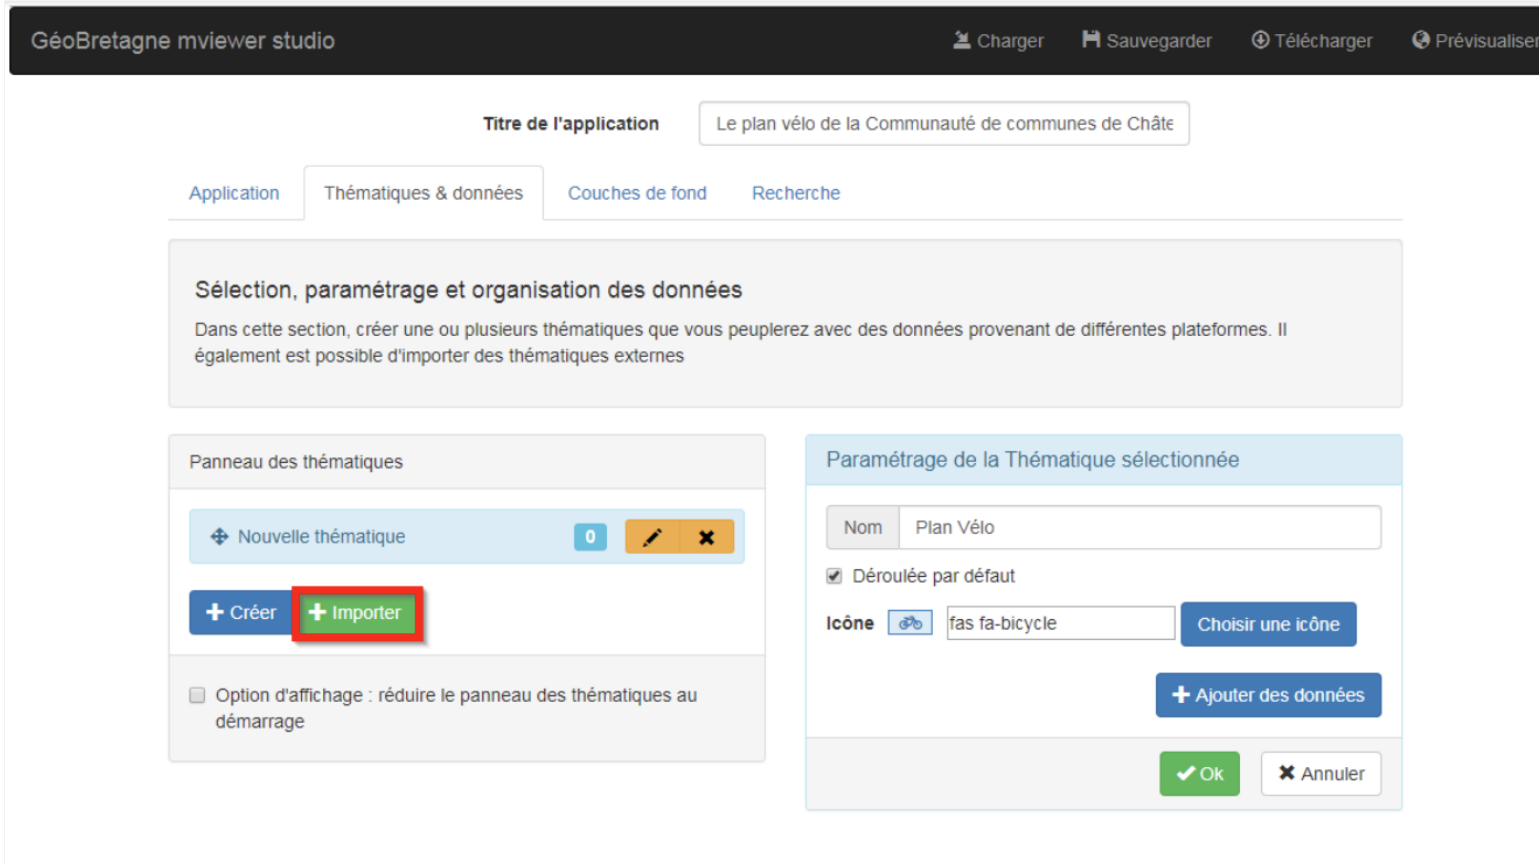 GéoBretagne mviewer studio
Charger
Sauvegarder
Télécharger
Prévisualiser
Titre de l'application
Le plan vélo de la Communauté de communes de Châte
Application
Thématiques & données
Couches de fond
Recherche
Sélection, paramétrage et organisation des données
Dans cette section, créer une ou plusieurs thématiques que vous peuplerez avec des données provenant de différentes plateformes. Il
également est possible d'importer des thématiques externes
Panneau des thématiques
Nouvelle thématique
0
Créer
Importer
Option d'affichage : réduire le panneau des thématiques au
démarrage
Paramétrage de la Thématique sélectionnée
Nom
Plan Vélo
Déroulée par défaut
Icône
fas fa-bicycle
Choisir une icône
Ajouter des données
Ok
Annuler